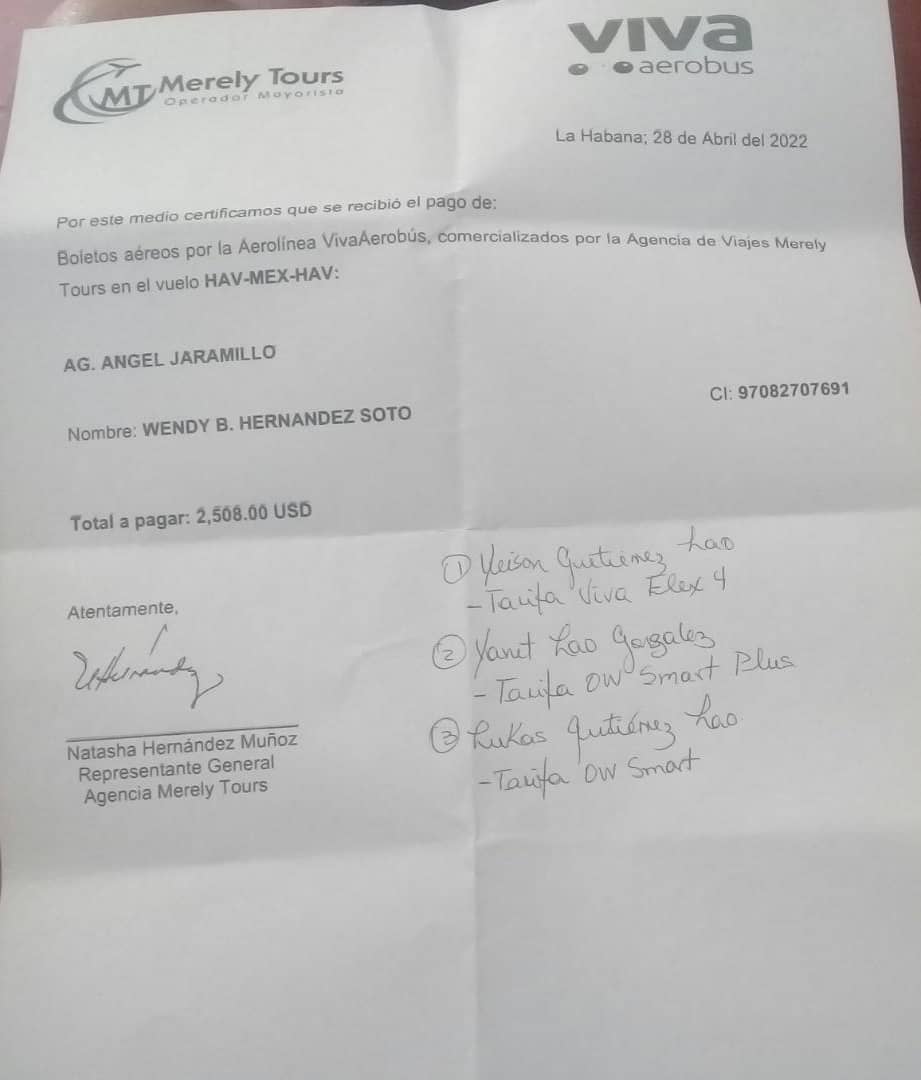 MT Merely Tours
Operador Mayorista
VIVA
aerobus
La Habana; 28 de Abril del 2022
Por este medio certificamos que se recibió el pago de:
Boletos aéreos por la Aerolínea VivaAerobús, comercializados por la Agencia de Viajes Merely
Tours en el vuelo HAV-MEX-HAV:
AG. ANGEL JARAMILLO
CI: 97082707691
Nombre: WENDY B. HERNANDEZ SOTO
Total a pagar: 2,508.00 USD
Atentamente,
Natasha Hernández Muñoz
Representante General
Agencia Merely Tours
① Yeison Gutiérrez Lao
- Tarifa Viva Flex 4
② Yanet Lao González
- Tarifa OW Smart Plus
③ Lukas Gutiérrez Lao
- Tarifa OW Smart